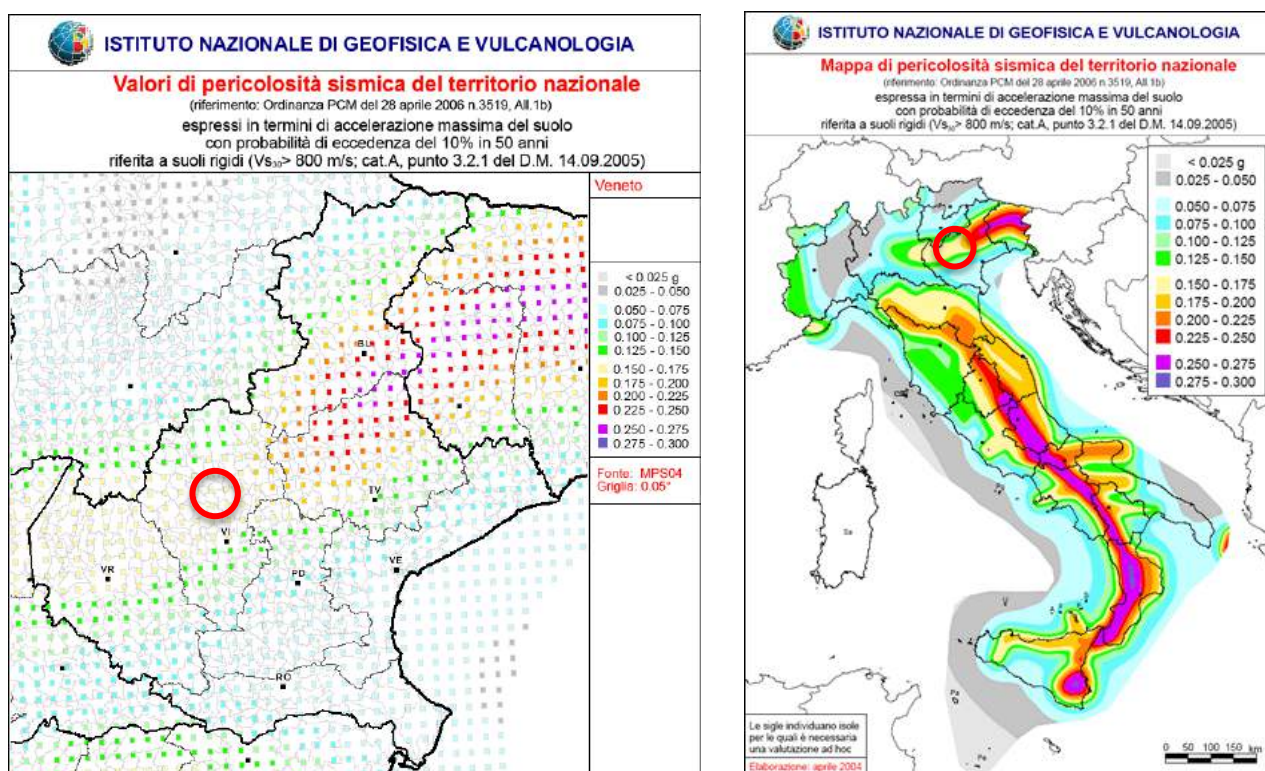 ISTITUTO NAZIONALE DI GEOFISICA E VULCANOLOGIA
Valori di pericolosità sismica del territorio nazionale
(riferimento: Ordinanza PCM del 28 aprile 2006 n.3519, All.1b)
espressi in termini di accelerazione massima del suolo
con probabilità di eccedenza del 10% in 50 anni
riferita a suoli rigidi (Vs₃₀> 800 m/s; cat.A, punto 3.2.1 del D.M. 14.09.2005)
Veneto
< 0.025 g
0.025 - 0.050
0.050 - 0.075
0.075 - 0.100
0.100 - 0.125
0.125 - 0.150
0.150 - 0.175
0.175 - 0.200
0.200 - 0.225
0.225 - 0.250
0.250 - 0.275
0.275 - 0.300
Fonte: MPS04
Griglia: 0.05°
BL
TV
VI
VR
PD
VE
RO
ISTITUTO NAZIONALE DI GEOFISICA E VULCANOLOGIA
Mappa di pericolosità sismica del territorio nazionale
(riferimento: Ordinanza PCM del 28 aprile 2006 n.3519, All.1b)
espressa in termini di accelerazione massima del suolo
con probabilità di eccedenza del 10% in 50 anni
riferita a suoli rigidi (Vs₃₀> 800 m/s; cat.A, punto 3.2.1 del D.M. 14.09.2005)
< 0.025 g
0.025 - 0.050
0.050 - 0.075
0.075 - 0.100
0.100 - 0.125
0.125 - 0.150
0.150 - 0.175
0.175 - 0.200
0.200 - 0.225
0.225 - 0.250
0.250 - 0.275
0.275 - 0.300
Sa
Pa
Le sigle individuano isole
per le quali è necessaria
una valutazione ad hoc
Elaborazione: aprile 2004
0 50 100 150 km